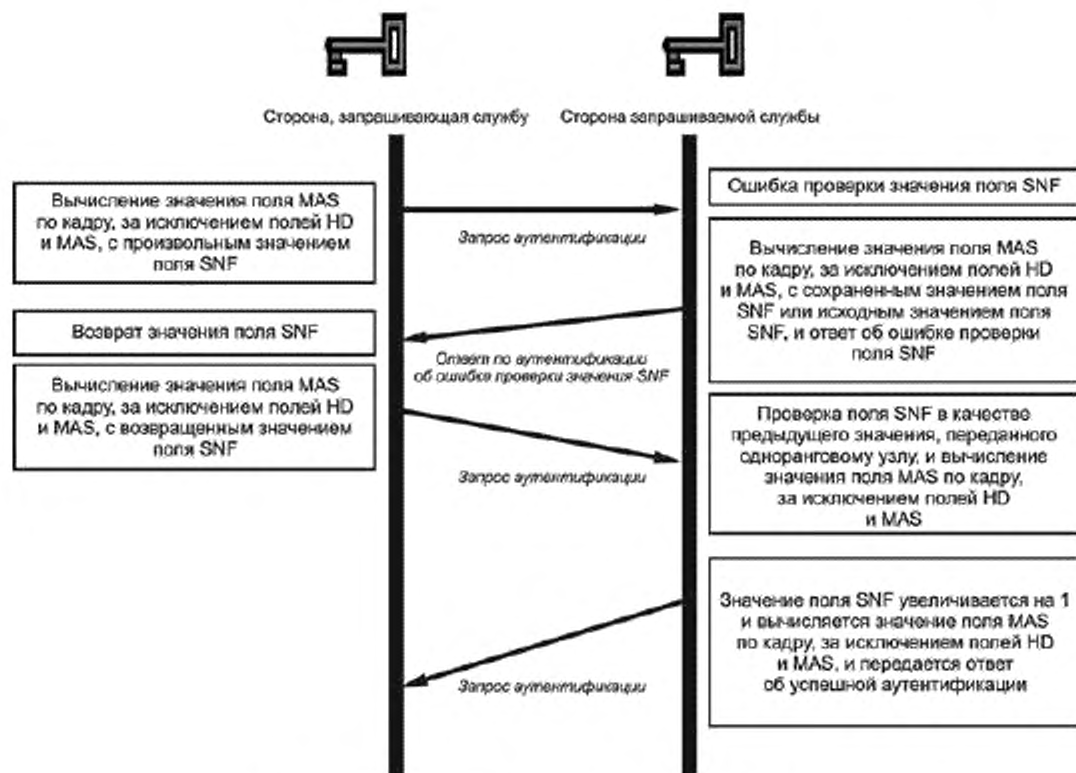 Сторона, запрашивающая службу
Сторона запрашиваемой службы
Вычисление значения поля MAS
по кадру, за исключением полей HD
и MAS, с произвольным значением
поля SNF
Запрос аутентификации
Ошибка проверки значения поля SNF
Вычисление значения поля MAS
по кадру, за исключением полей HD
и MAS, с сохраненным значением поля
SNF или исходным значением поля
SNF, и ответ об ошибке проверки
поля SNF
Возврат значения поля SNF
Ответ по аутентификации
об ошибке проверки значения SNF
Вычисление значения поля MAS
по кадру, за исключением полей HD
и MAS, с возвращенным значением
поля SNF
Запрос аутентификации
Проверка поля SNF в качестве
предыдущего значения, переданного
одноранговому узлу, и вычисление
значения поля MAS по кадру,
за исключением полей HD
и MAS
Значение поля SNF увеличивается на 1
и вычисляется значение поля MAS
по кадру, за исключением полей HD
и MAS, и передается ответ
об успешной аутентификации
Запрос аутентификации